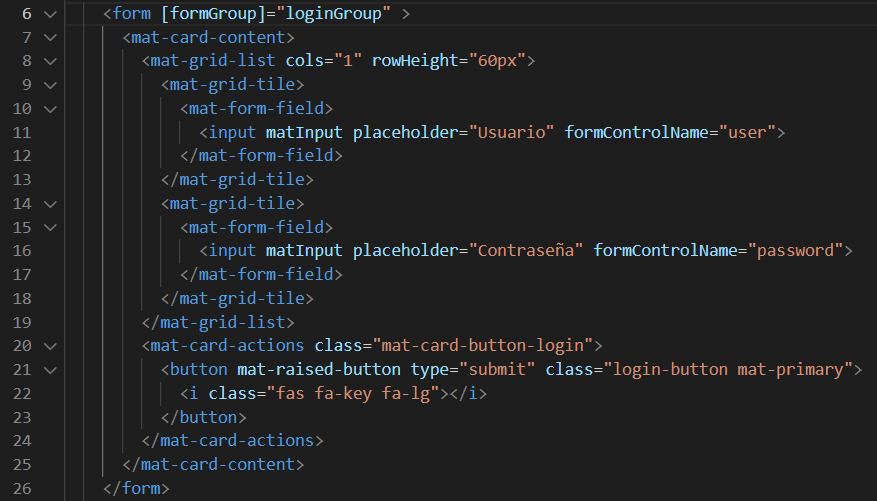 6 <form [formGroup]="loginGroup" >
7 <mat-card-content>
8 <mat-grid-list cols="1" rowHeight="60px">
9 <mat-grid-tile>
10 <mat-form-field>
11 <input matInput placeholder="Usuario" formControlName="user">
12 </mat-form-field>
13 </mat-grid-tile>
14 <mat-grid-tile>
15 <mat-form-field>
16 <input matInput placeholder="Contraseña" formControlName="password">
17 </mat-form-field>
18 </mat-grid-tile>
19 </mat-grid-list>
20 <mat-card-actions class="mat-card-button-login">
21 <button mat-raised-button type="submit" class="login-button mat-primary">
22 <i class="fas fa-key fa-lg"></i>
23 </button>
24 </mat-card-actions>
25 </mat-card-content>
26 </form>